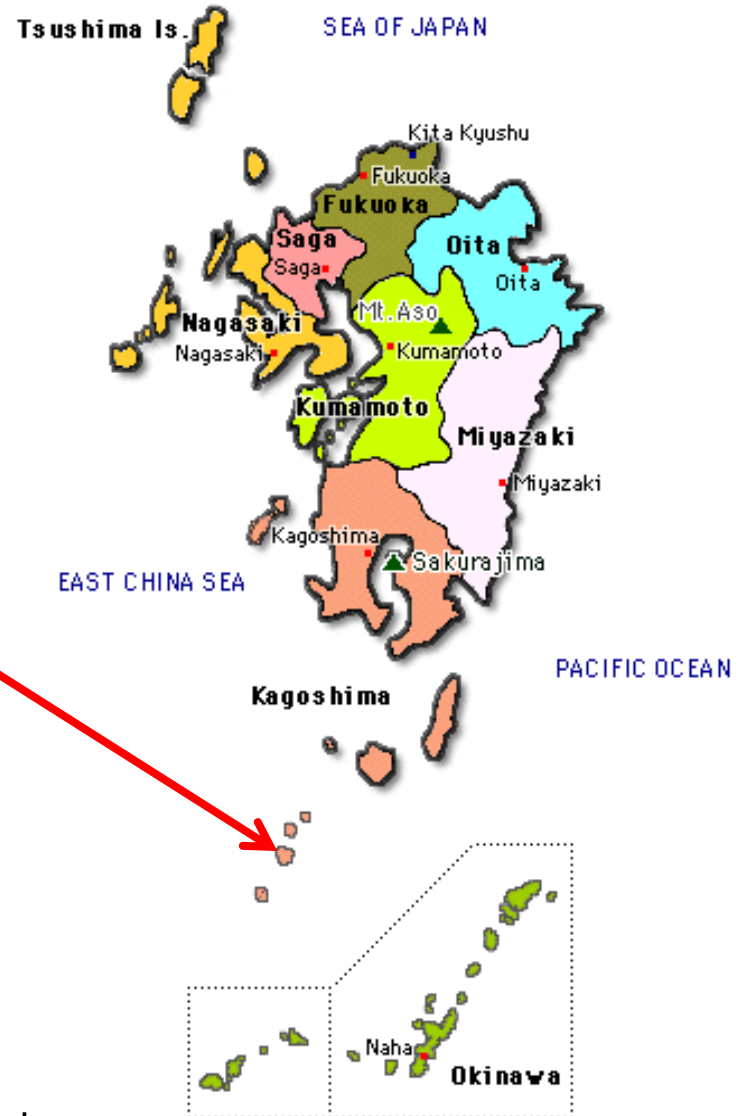 Tsushima Is.
SEA OF JAPAN
Kita Kyushu
Fukuoka
Fukuoka
Saga
Saga
Oita
Oita
Mt. Aso
Nagasaki
Nagasaki
Kumamoto
Kumamoto
Miyazaki
Miyazaki
Kagoshima
Sakurajima
EAST CHINA SEA
PACIFIC OCEAN
Kagoshima
Naha
Okinawa